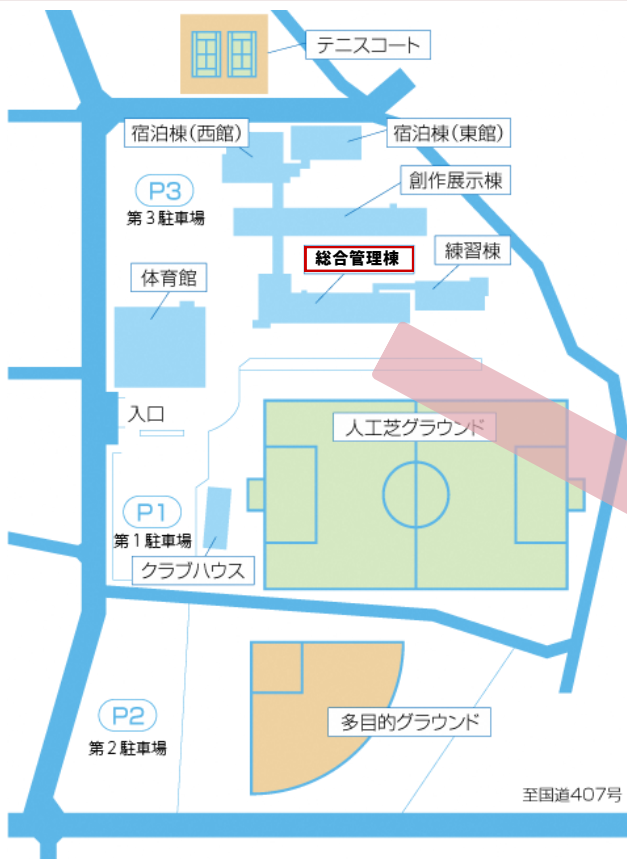 テニスコート
宿泊棟(西館)
宿泊棟(東館)
創作展示棟
P3
第3駐車場
総合管理棟
練習棟
体育館
入口
人工芝グラウンド
P1
第1駐車場
クラブハウス
P2
第2駐車場
多目的グラウンド
至国道407号